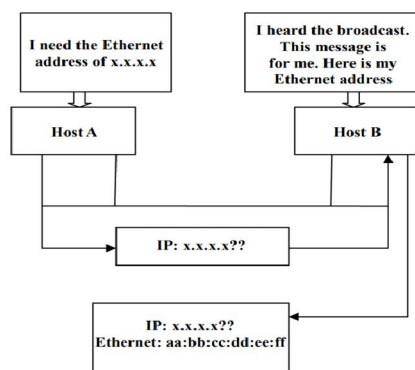 I need the Ethernet
address of x.x.x.x
I heard the broadcast.
This message is
for me. Here is my
Ethernet address
Host A
Host B
IP: x.x.x.x??
IP: x.x.x.x??
Ethernet: aa:bb:cc:dd:ee:ff